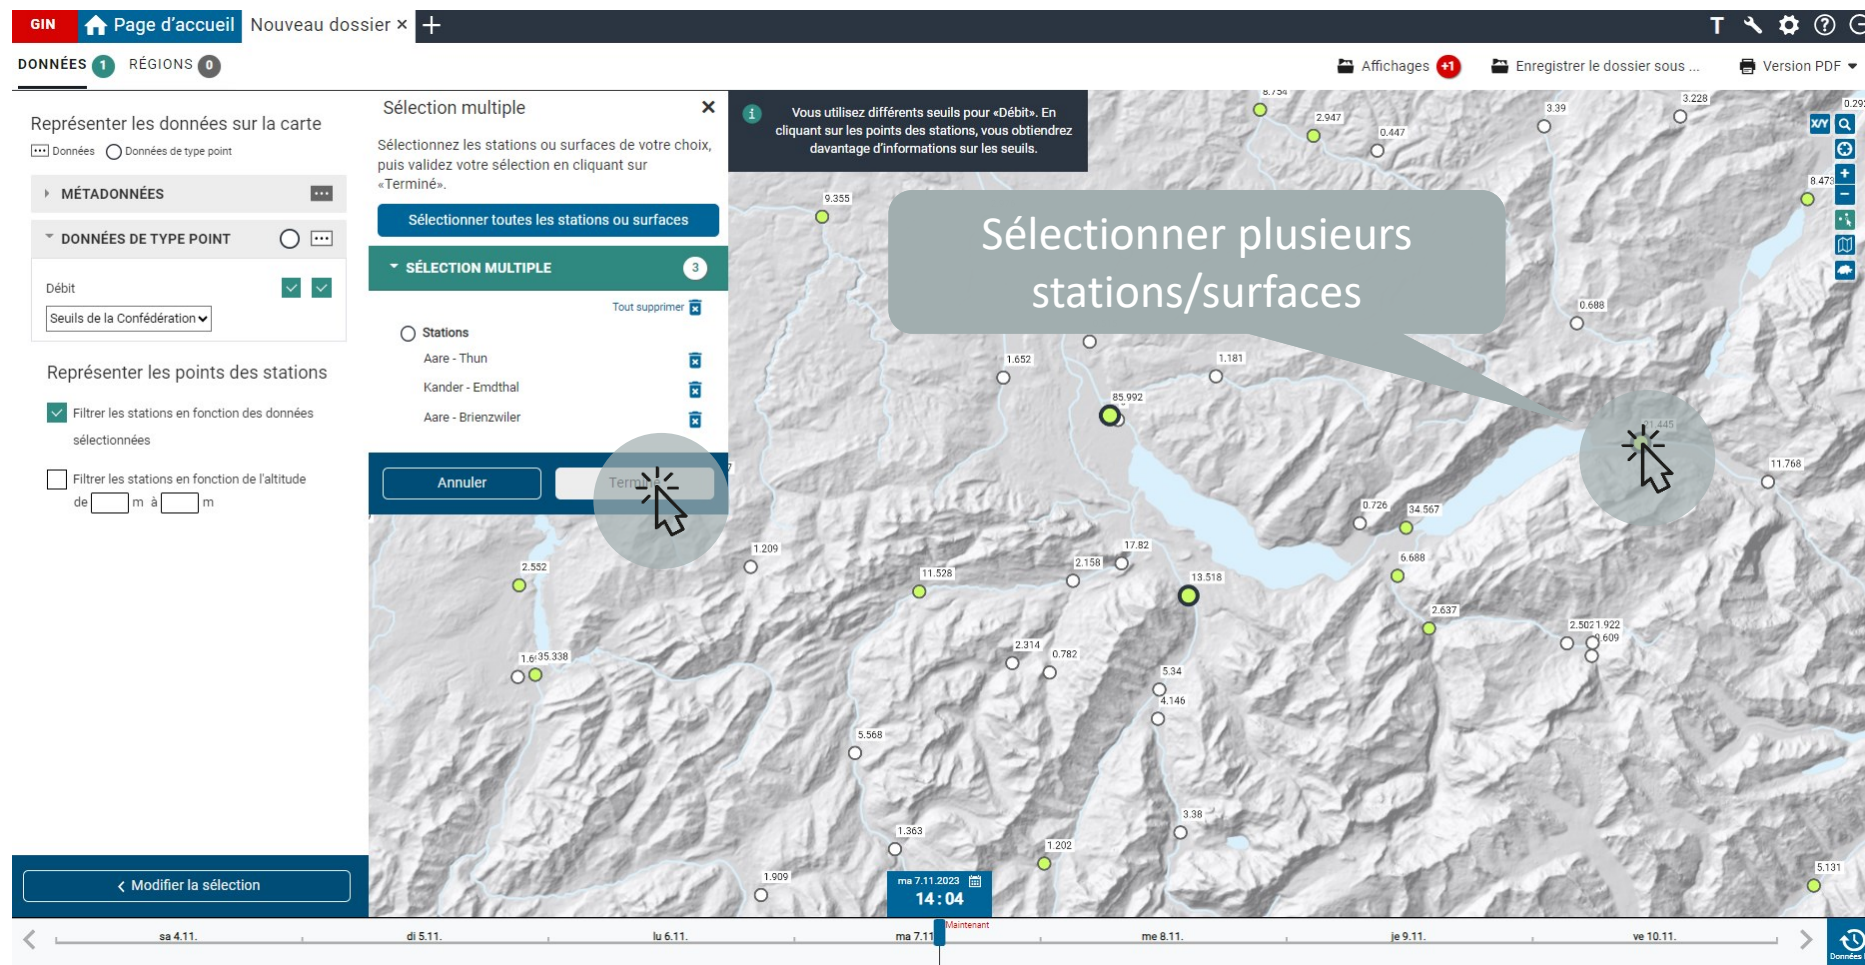 GIN
Page d'accueil
Nouveau dossier ×
T
DONNÉES 1
RÉGIONS 0
Affichages +1
Enregistrer le dossier sous ...
Version PDF
Représenter les données sur la carte
Données
Données de type point
MÉTADONNÉES
DONNÉES DE TYPE POINT
Débit
Seuils de la Confédération
Représenter les points des stations
Filtrer les stations en fonction des données
sélectionnées
Filtrer les stations en fonction de l'altitude
de m à m
Modifier la sélection
Sélection multiple
Sélectionnez les stations ou surfaces de votre choix,
puis validez votre sélection en cliquant sur
«Terminé».
Sélectionner toutes les stations ou surfaces
SÉLECTION MULTIPLE 3
Tout supprimer
Stations
Aare - Thun
Kander - Emdthal
Aare - Brienzwiler
Annuler
Terminé
Vous utilisez différents seuils pour «Débit». En
cliquant sur les points des stations, vous obtiendrez
davantage d'informations sur les seuils.
Sélectionner plusieurs
stations/surfaces
8.754
2.947
0.447
3.39
3.228
X/Y
9.355
8.473
0.688
1.652
1.181
85.992
21.445
11.768
0.726
34.567
1.209
17.82
2.158
6.688
2.552
11.528
13.518
2.637
2.502
1.922
35.338
2.314
0.782
5.34
4.146
5.568
3.38
1.363
1.202
1.909
5.131
ma 7.11.2023
14:04
Maintenant
sa 4.11.
di 5.11.
lu 6.11.
ma 7.11
me 8.11.
je 9.11.
ve 10.11.
Données